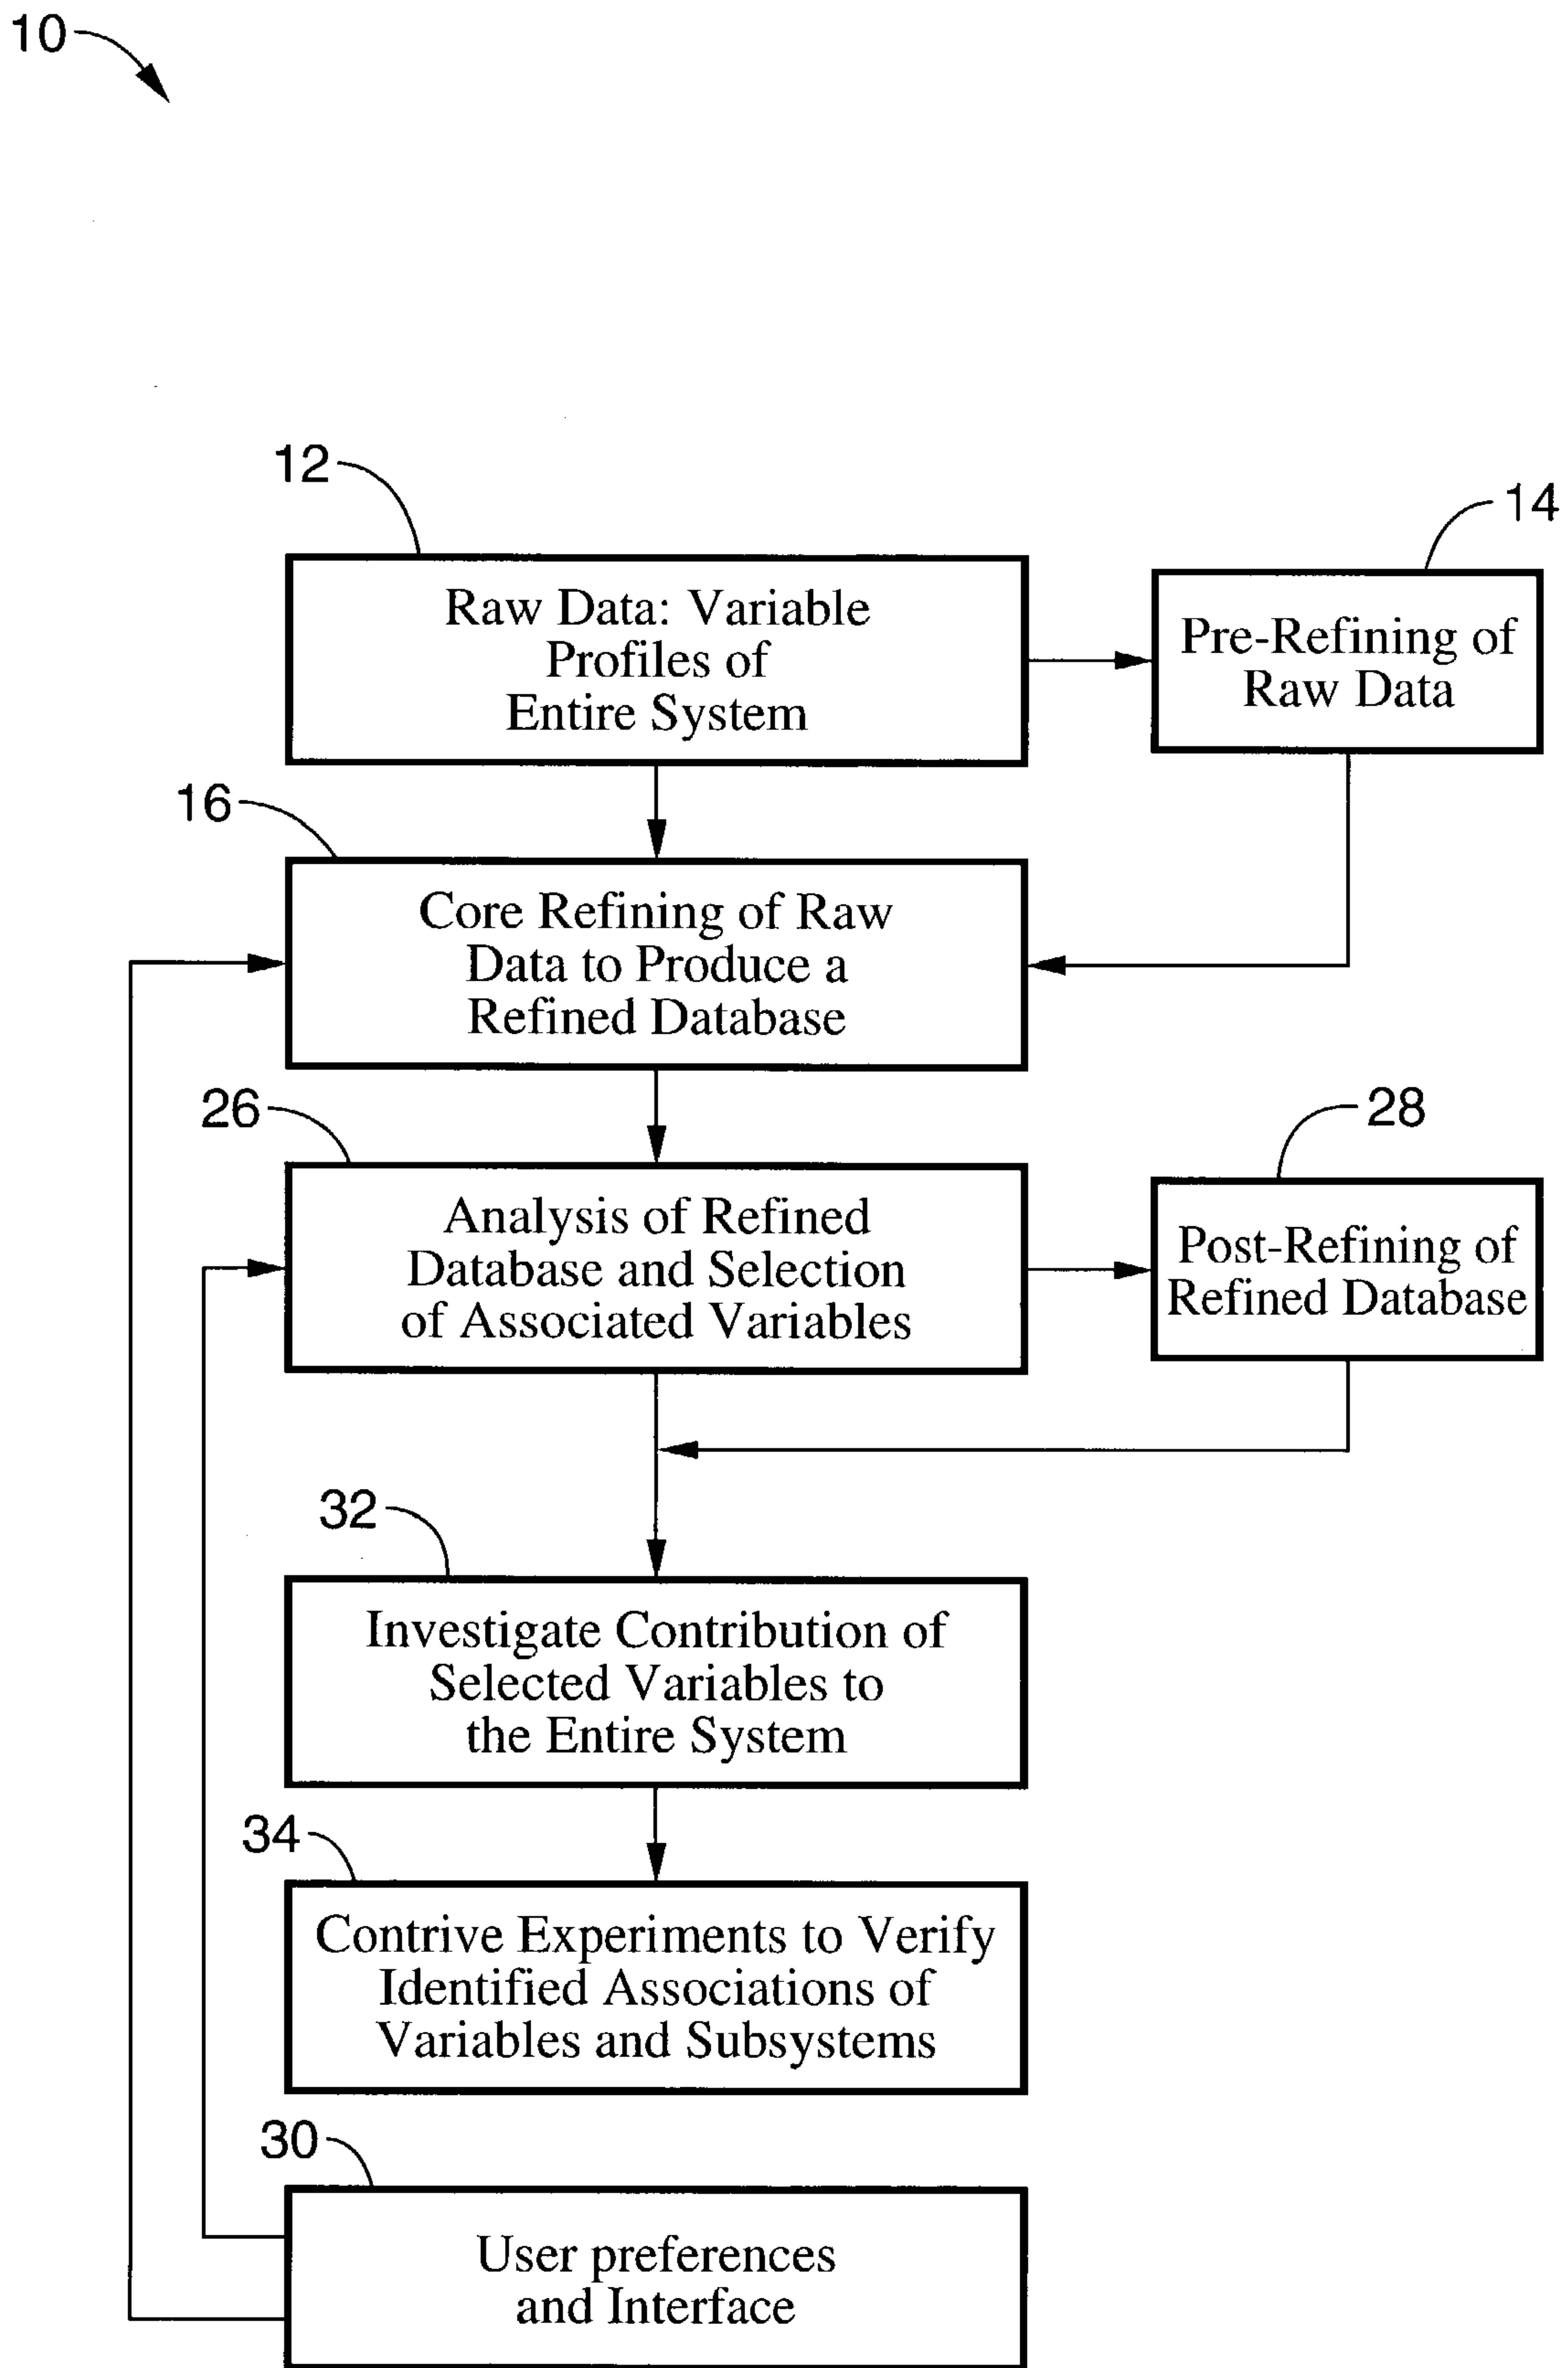 10
12
14
Raw Data: Variable
Profiles of
Entire System
Pre-Refining of
Raw Data
16
Core Refining of Raw
Data to Produce a
Refined Database
26
28
Analysis of Refined
Database and Selection
of Associated Variables
Post-Refining of
Refined Database
32
Investigate Contribution of
Selected Variables to
the Entire System
34
Contrive Experiments to Verify
Identified Associations of
Variables and Subsystems
30
User preferences
and Interface